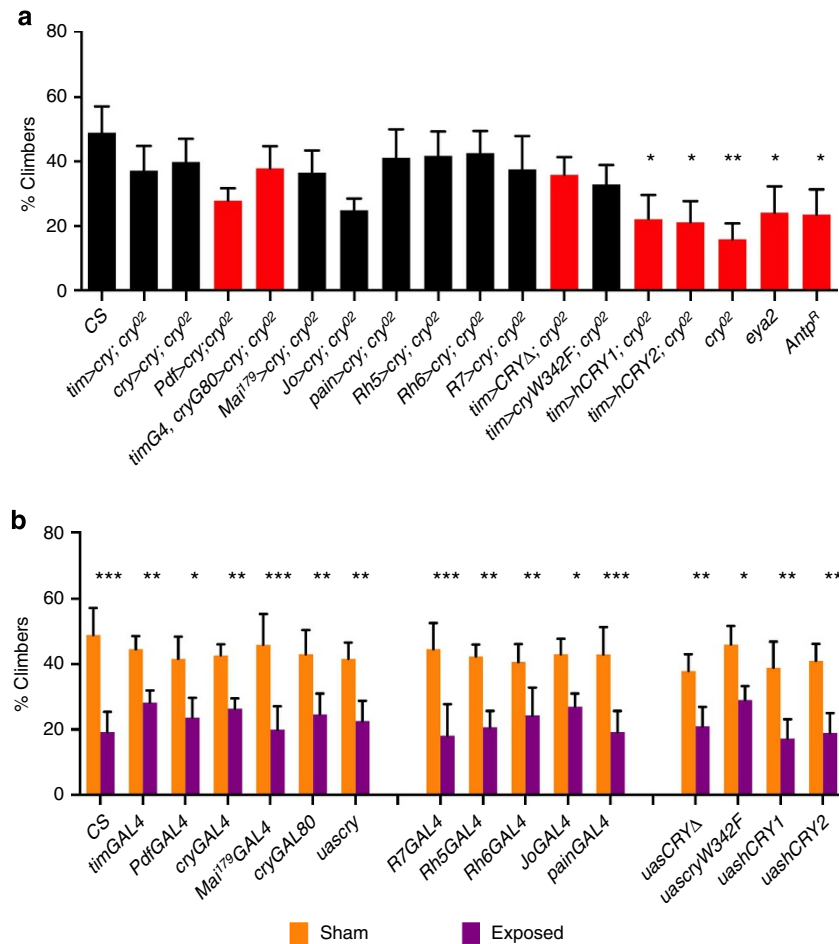 a
80
60
40
20
0
% Climbers
* * ** * *
CS
tim>cry; cry02
cry>cry; cry02
Pdf>cry;cry02
timG4, cryG80>cry; cry02
Mai179>cry; cry02
Jo>cry; cry02
pain>cry; cry02
Rh5>cry; cry02
Rh6>cry; cry02
R7>cry; cry02
tim>CRYΔ; cry02
tim>cryW342F; cry02
tim>hCRY1; cry02
tim>hCRY2; cry02
cry02
eya2
AntpR
b
80
60
40
20
0
% Climbers
*** ** * ** *** ** ** *** ** ** * *** ** * ** **
CS
timGAL4
PdfGAL4
cryGAL4
Mai179GAL4
cryGAL80
uascry
R7GAL4
Rh5GAL4
Rh6GAL4
JoGAL4
painGAL4
uasCRYΔ
uascryW342F
uashCRY1
uashCRY2
Sham
Exposed